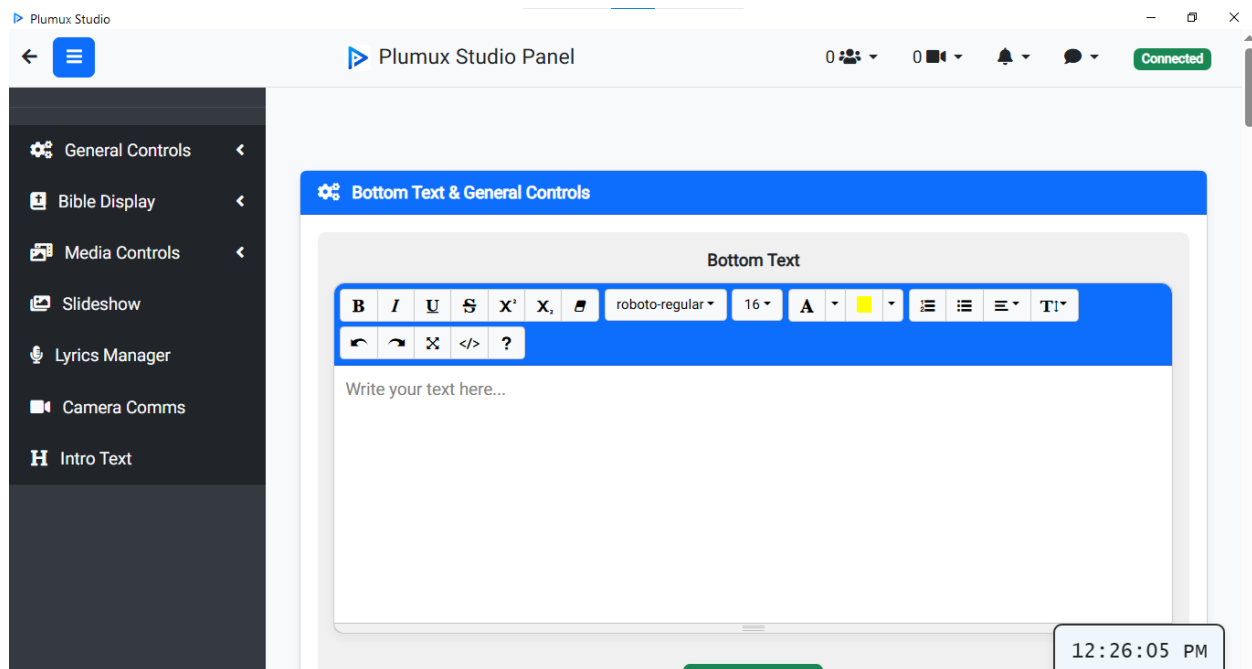 Plumux Studio
Plumux Studio Panel
0
0
Connected
General Controls
Bible Display
Media Controls
Slideshow
Lyrics Manager
Camera Comms
H Intro Text
Bottom Text & General Controls
Bottom Text
B I U S X² X₂ roboto-regular 16 A T
</> ?
Write your text here...
12:26:05 PM